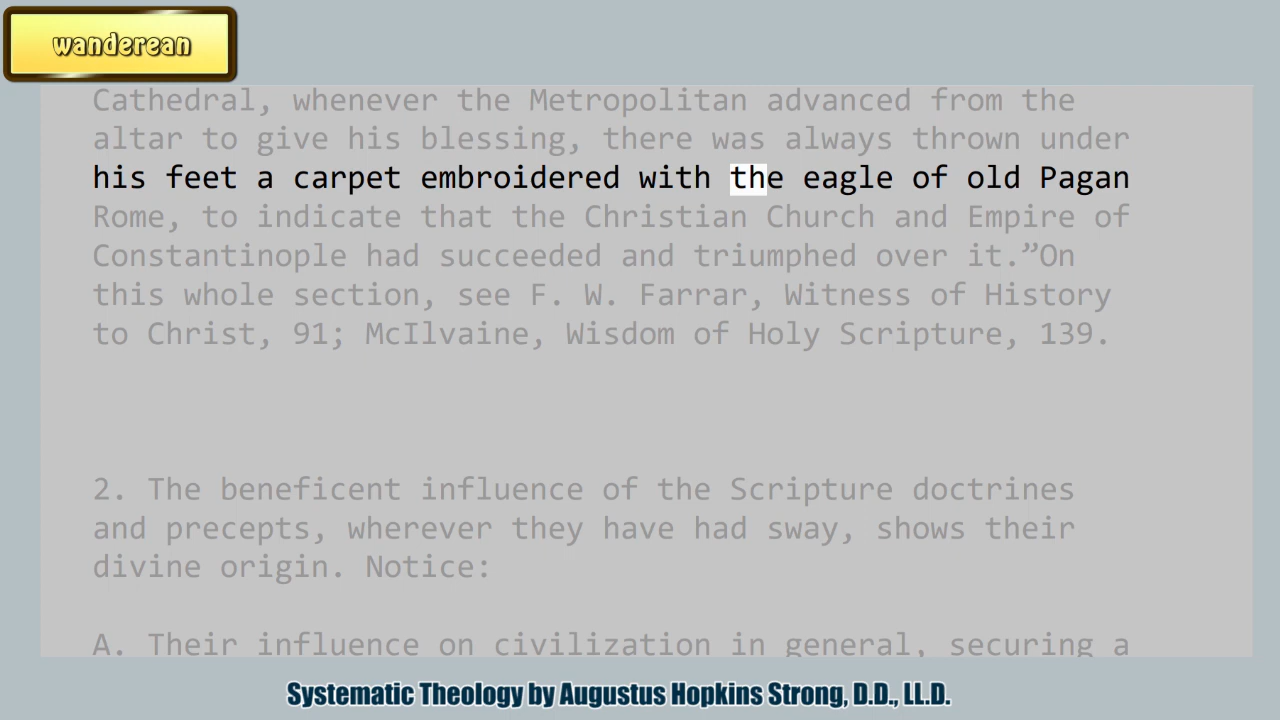 wanderean
Cathedral, whenever the Metropolitan advanced from the
altar to give his blessing, there was always thrown under
his feet a carpet embroidered with the eagle of old Pagan
Rome, to indicate that the Christian Church and Empire of
Constantinople had succeeded and triumphed over it.”On
this whole section, see F. W. Farrar, Witness of History
to Christ, 91; McIlvaine, Wisdom of Holy Scripture, 139.
2. The beneficent influence of the Scripture doctrines
and precepts, wherever they have had sway, shows their
divine origin. Notice:
A. Their influence on civilization in general, securing a
Systematic Theology by Augustus Hopkins Strong, D.D., LL.D.